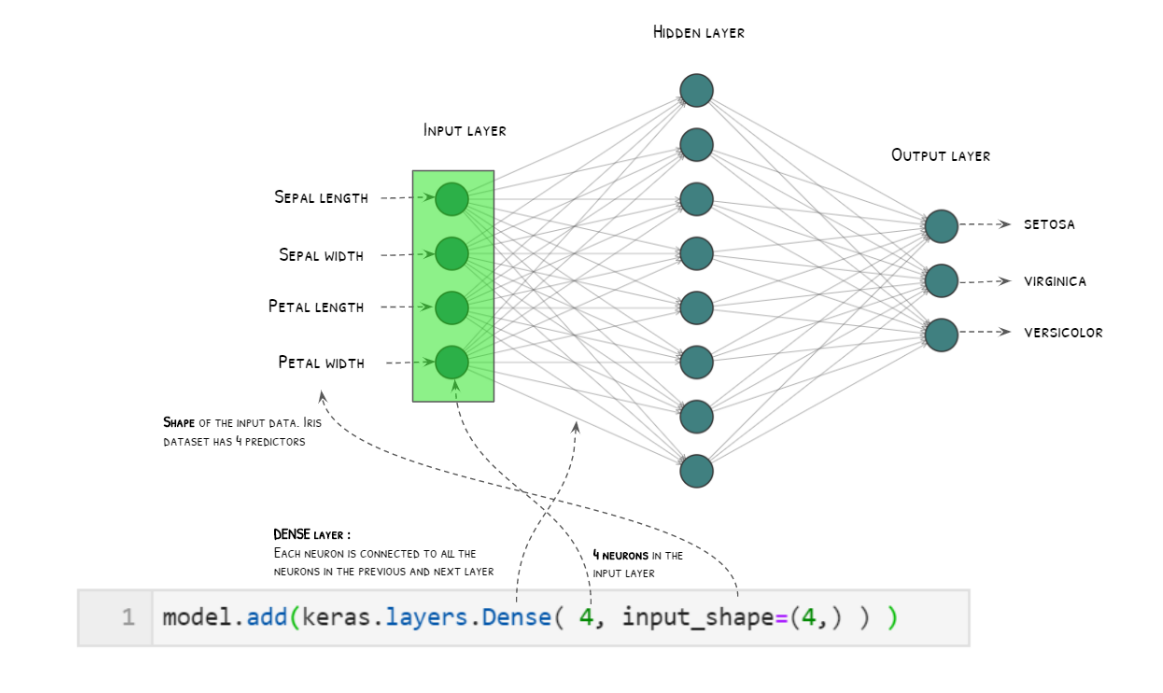 Hidden layer
Input layer
Output layer
Sepal length
Sepal width
Petal length
Petal width
setosa
virginica
versicolor
Shape of the input data. Iris
dataset has 4 predictors
DENSE layer :
Each neuron is connected to all the
neurons in the previous and next layer
4 neurons in the
input layer
1 model.add(keras.layers.Dense( 4, input_shape=(4,) ) )